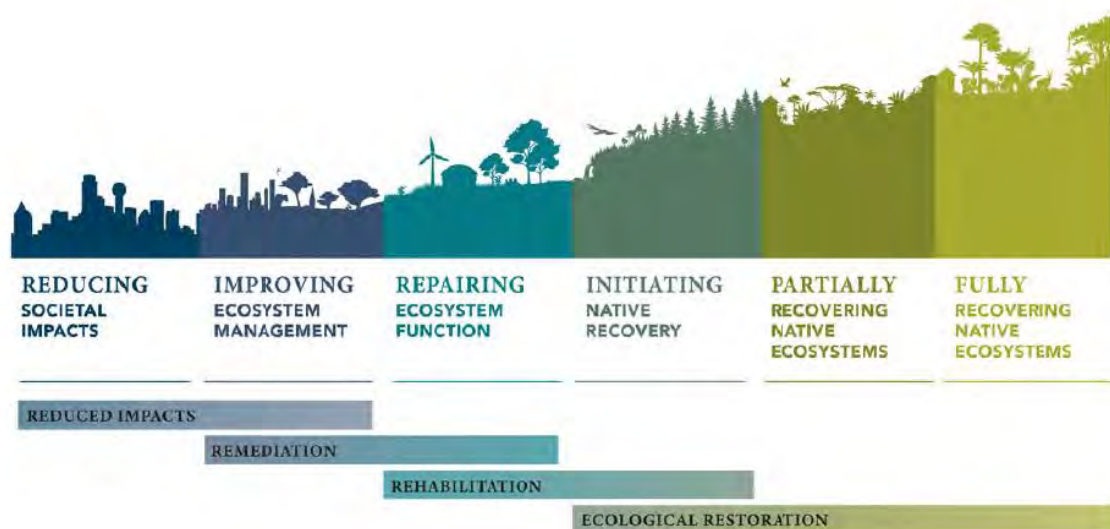 REDUCING
SOCIETAL
IMPACTS
IMPROVING
ECOSYSTEM
MANAGEMENT
REPAIRING
ECOSYSTEM
FUNCTION
INITIATING
NATIVE
RECOVERY
PARTIALLY
RECOVERING
NATIVE
ECOSYSTEMS
FULLY
RECOVERING
NATIVE
ECOSYSTEMS
REDUCED IMPACTS
REMEDIATION
REHABILITATION
ECOLOGICAL RESTORATION